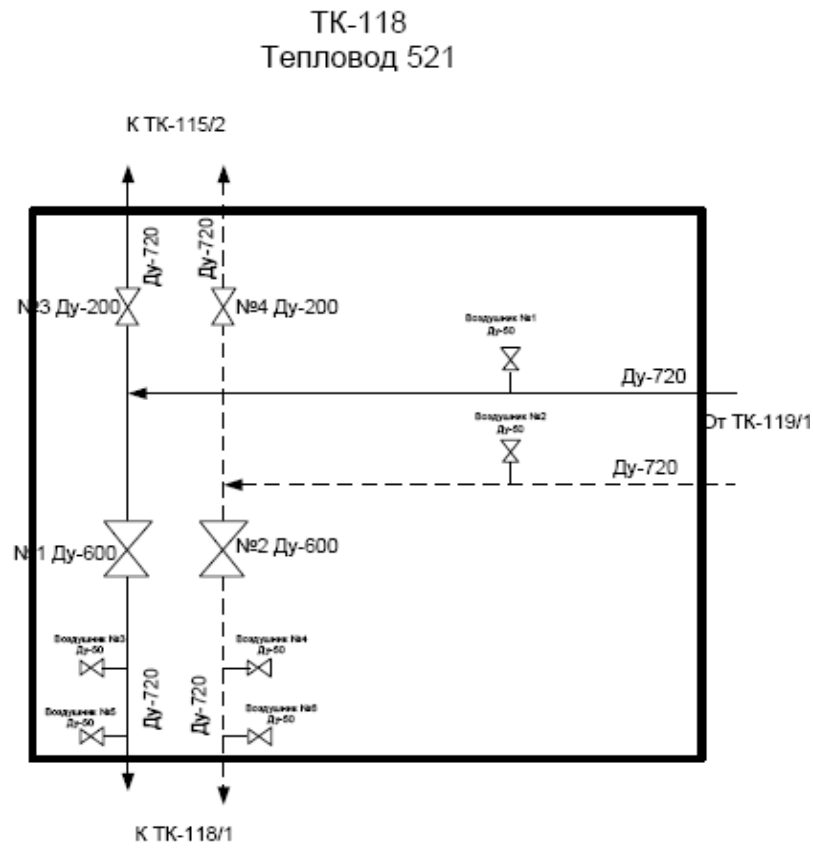 ТК-118
Тепловод 521
К ТК-115/2
Ду-720
Ду-720
№3 Ду-200
№4 Ду-200
Воздушник №1
Ду-50
Ду-720
От ТК-119/1
Воздушник №2
Ду-50
Ду-720
№1 Ду-600
№2 Ду-600
Воздушник №3
Ду-50
Воздушник №4
Ду-50
Ду-720
Ду-720
Воздушник №5
Ду-50
Воздушник №6
Ду-50
К ТК-118/1